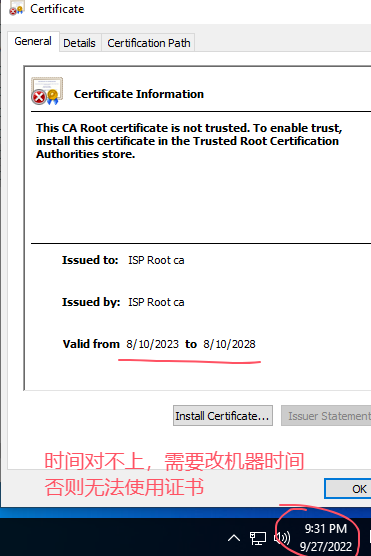 Certificate
General Details Certification Path
Certificate Information
This CA Root certificate is not trusted. To enable trust,
install this certificate in the Trusted Root Certification
Authorities store.
Issued to: ISP Root ca
Issued by: ISP Root ca
Valid from 8/10/2023 to 8/10/2028
Install Certificate... Issuer Statement
时间对不上，需要改机器时间
否则无法使用证书
OK
9:31 PM
9/27/2022